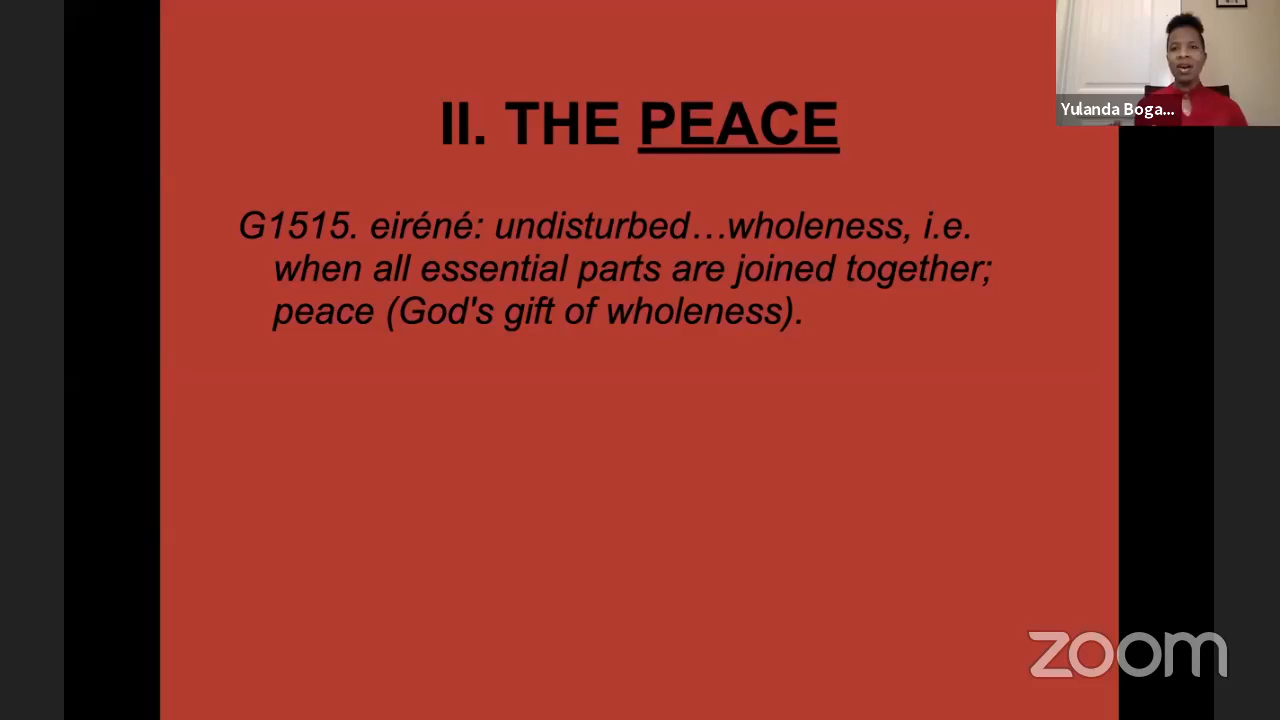 II. THE PEACE
G1515. eiréné: undisturbed…wholeness, i.e.
when all essential parts are joined together;
peace (God's gift of wholeness).
Yulanda Boga...
zoom